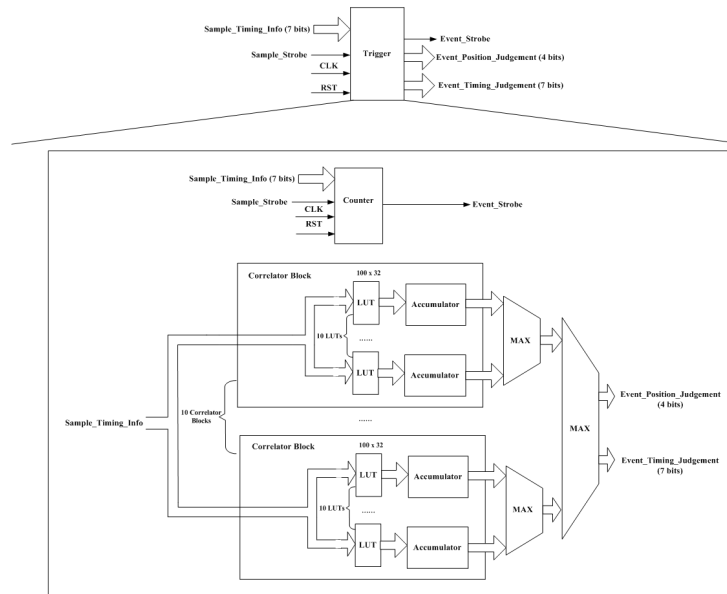 Sample_Timing_Info (7 bits)
Sample_Strobe
CLK
RST
Trigger
Event_Strobe
Event_Position_Judgement (4 bits)
Event_Timing_Judgement (7 bits)
Sample_Timing_Info (7 bits)
Sample_Strobe
CLK
RST
Counter
Event_Strobe
Correlator Block
100 x 32
LUT
Accumulator
10 LUTs
......
LUT
Accumulator
MAX
Sample_Timing_Info
10 Correlator
Blocks
......
MAX
Event_Position_Judgement
(4 bits)
Event_Timing_Judgement
(7 bits)
Correlator Block
100 x 32
LUT
Accumulator
10 LUTs
......
LUT
Accumulator
MAX